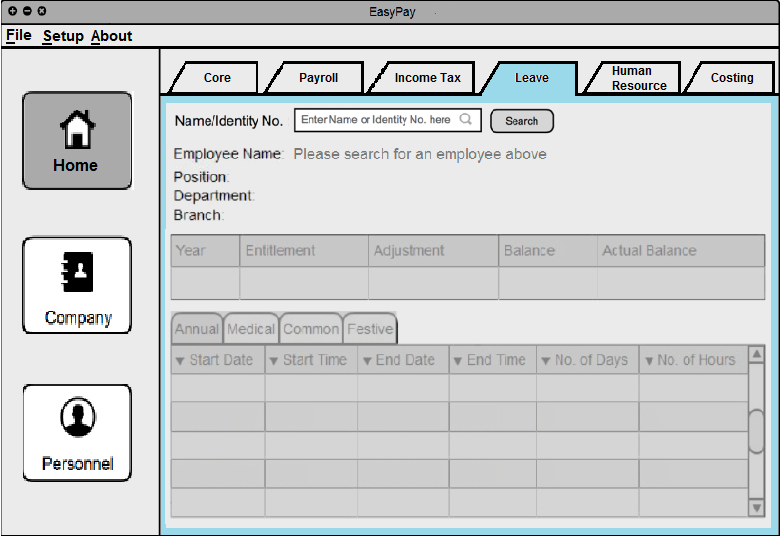 EasyPay
File Setup About
Core Payroll Income Tax Leave Human Resource Costing
Home
Company
Personnel
Name/Identity No. Enter Name or Identity No. here Search
Employee Name: Please search for an employee above
Position:
Department:
Branch:
Year Entitlement Adjustment Balance Actual Balance
Annual Medical Common Festive
▼ Start Date ▼ Start Time ▼ End Date ▼ End Time ▼ No. of Days ▼ No. of Hours